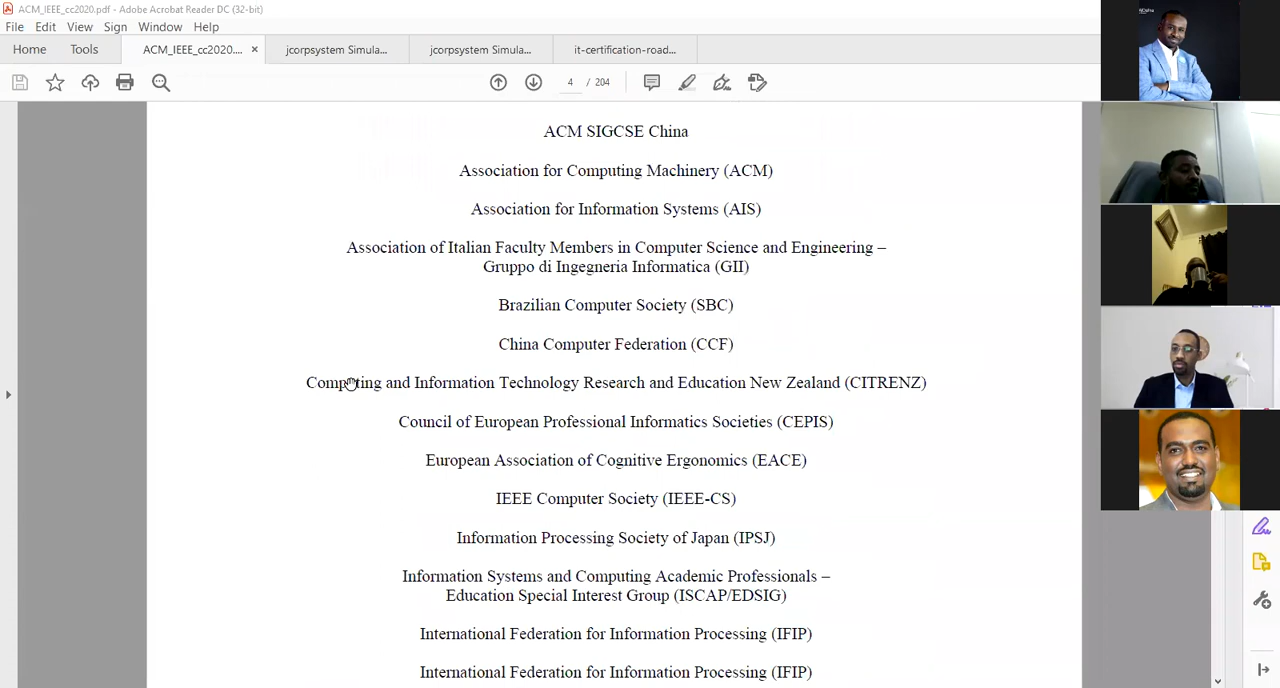 ACM_IEEE_cc2020.pdf - Adobe Acrobat Reader DC (32-bit)
File Edit View Sign Window Help
Home Tools ACM_IEEE_cc2020.... × jcorpsystem Simula... jcorpsystem Simula... it-certification-road...
4 / 204
ACM SIGCSE China
Association for Computing Machinery (ACM)
Association for Information Systems (AIS)
Association of Italian Faculty Members in Computer Science and Engineering –
Gruppo di Ingegneria Informatica (GII)
Brazilian Computer Society (SBC)
China Computer Federation (CCF)
Computing and Information Technology Research and Education New Zealand (CITRENZ)
Council of European Professional Informatics Societies (CEPIS)
European Association of Cognitive Ergonomics (EACE)
IEEE Computer Society (IEEE-CS)
Information Processing Society of Japan (IPSJ)
Information Systems and Computing Academic Professionals –
Education Special Interest Group (ISCAP/EDSIG)
International Federation for Information Processing (IFIP)
International Federation for Information Processing (IFIP)